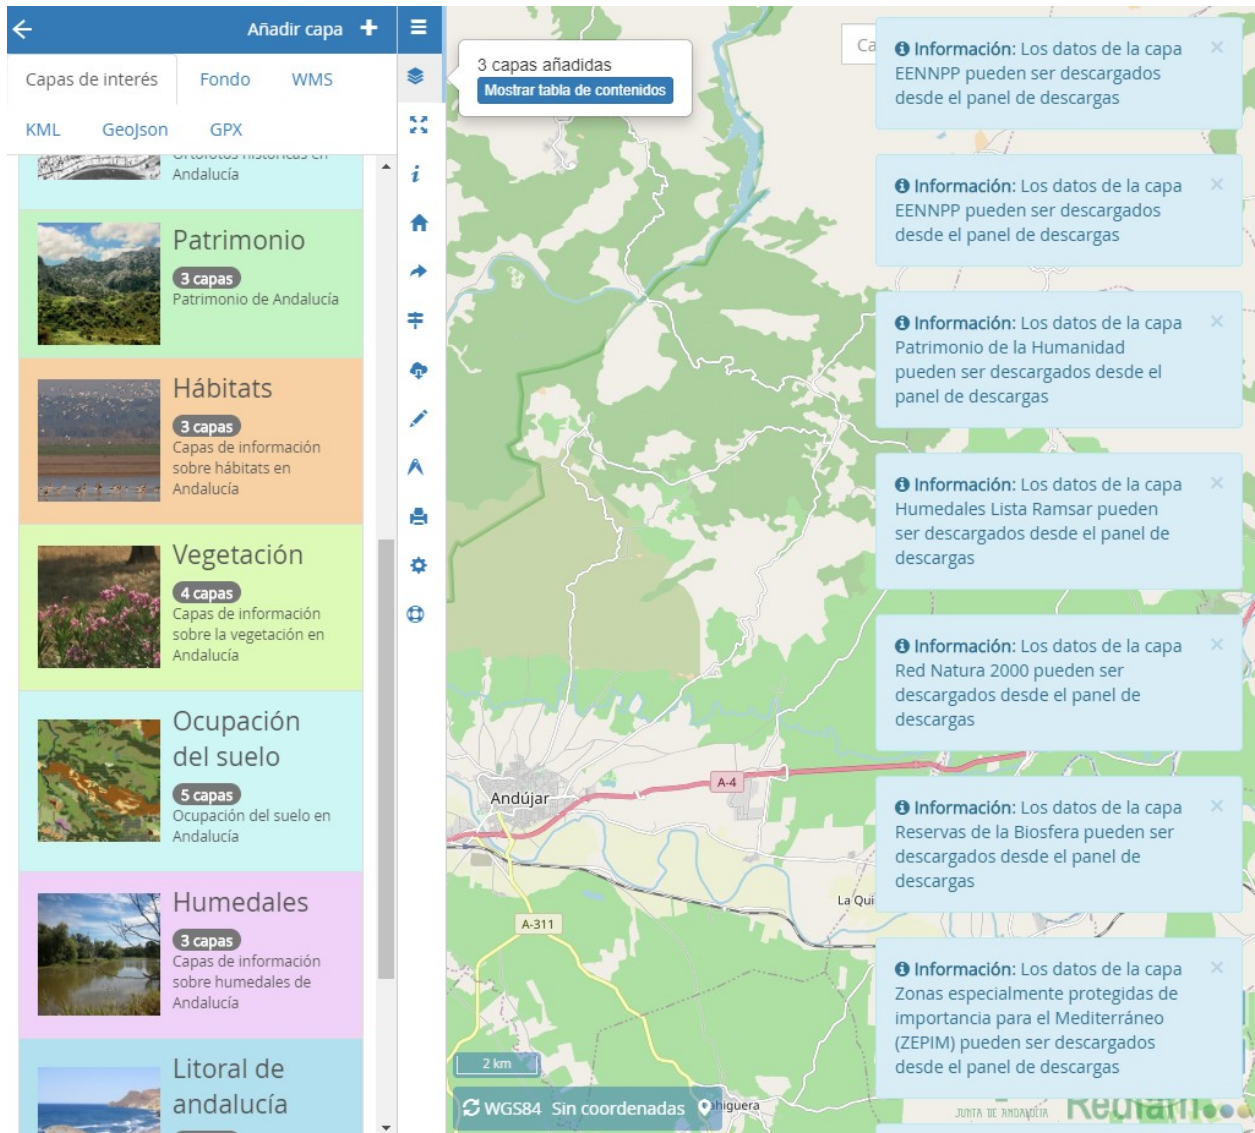 Añadir capa
Capas de interés
Fondo
WMS
KML
GeoJson
GPX
Ortofotos históricas en
Andalucía
Patrimonio
3 capas
Patrimonio de Andalucía
Hábitats
3 capas
Capas de información
sobre hábitats en
Andalucía
Vegetación
4 capas
Capas de información
sobre la vegetación en
Andalucía
Ocupación
del suelo
5 capas
Ocupación del suelo en
Andalucía
Humedales
3 capas
Capas de información
sobre humedales de
Andalucía
Litoral de
andalucía
3 capas añadidas
Mostrar tabla de contenidos
Ca
Información: Los datos de la capa
EENNPP pueden ser descargados
desde el panel de descargas
Información: Los datos de la capa
EENNPP pueden ser descargados
desde el panel de descargas
Información: Los datos de la capa
Patrimonio de la Humanidad
pueden ser descargados desde el
panel de descargas
Información: Los datos de la capa
Humedales Lista Ramsar pueden
ser descargados desde el panel de
descargas
Información: Los datos de la capa
Red Natura 2000 pueden ser
descargados desde el panel de
descargas
Información: Los datos de la capa
Reservas de la Biosfera pueden ser
descargados desde el panel de
descargas
Información: Los datos de la capa
Zonas especialmente protegidas de
importancia para el Mediterráneo
(ZEPIM) pueden ser descargados
desde el panel de descargas
Andújar
A-4
A-311
La Qui
2 km
WGS84 Sin coordenadas
ahiguera
JUNTA DE ANDALUCÍA
Rediam